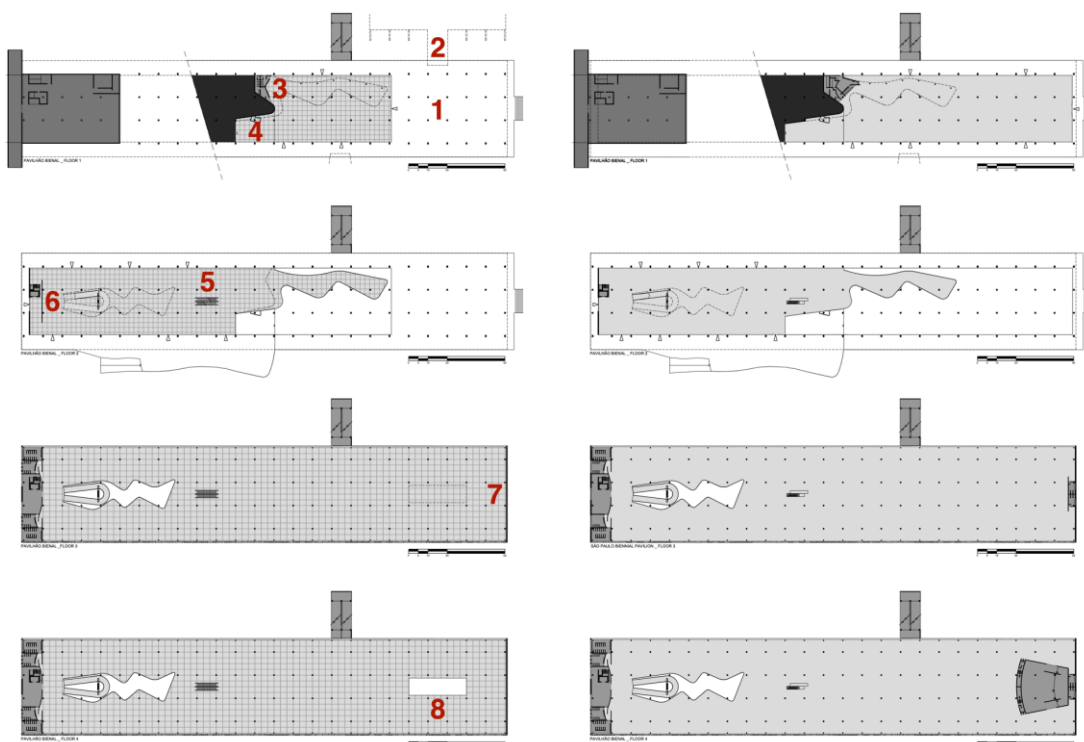 2
3
1
4
PAVILHÃO BIENAL _ FLOOR 1
PAVILHÃO BIENAL _ FLOOR 1
5
6
PAVILHÃO BIENAL _ FLOOR 2
PAVILHÃO BIENAL _ FLOOR 2
7
PAVILHÃO BIENAL _ FLOOR 3
SÃO PAULO BIENNIAL PAVILION _ FLOOR 3
8
PAVILHÃO BIENAL _ FLOOR 4
PAVILHÃO BIENAL _ FLOOR 4